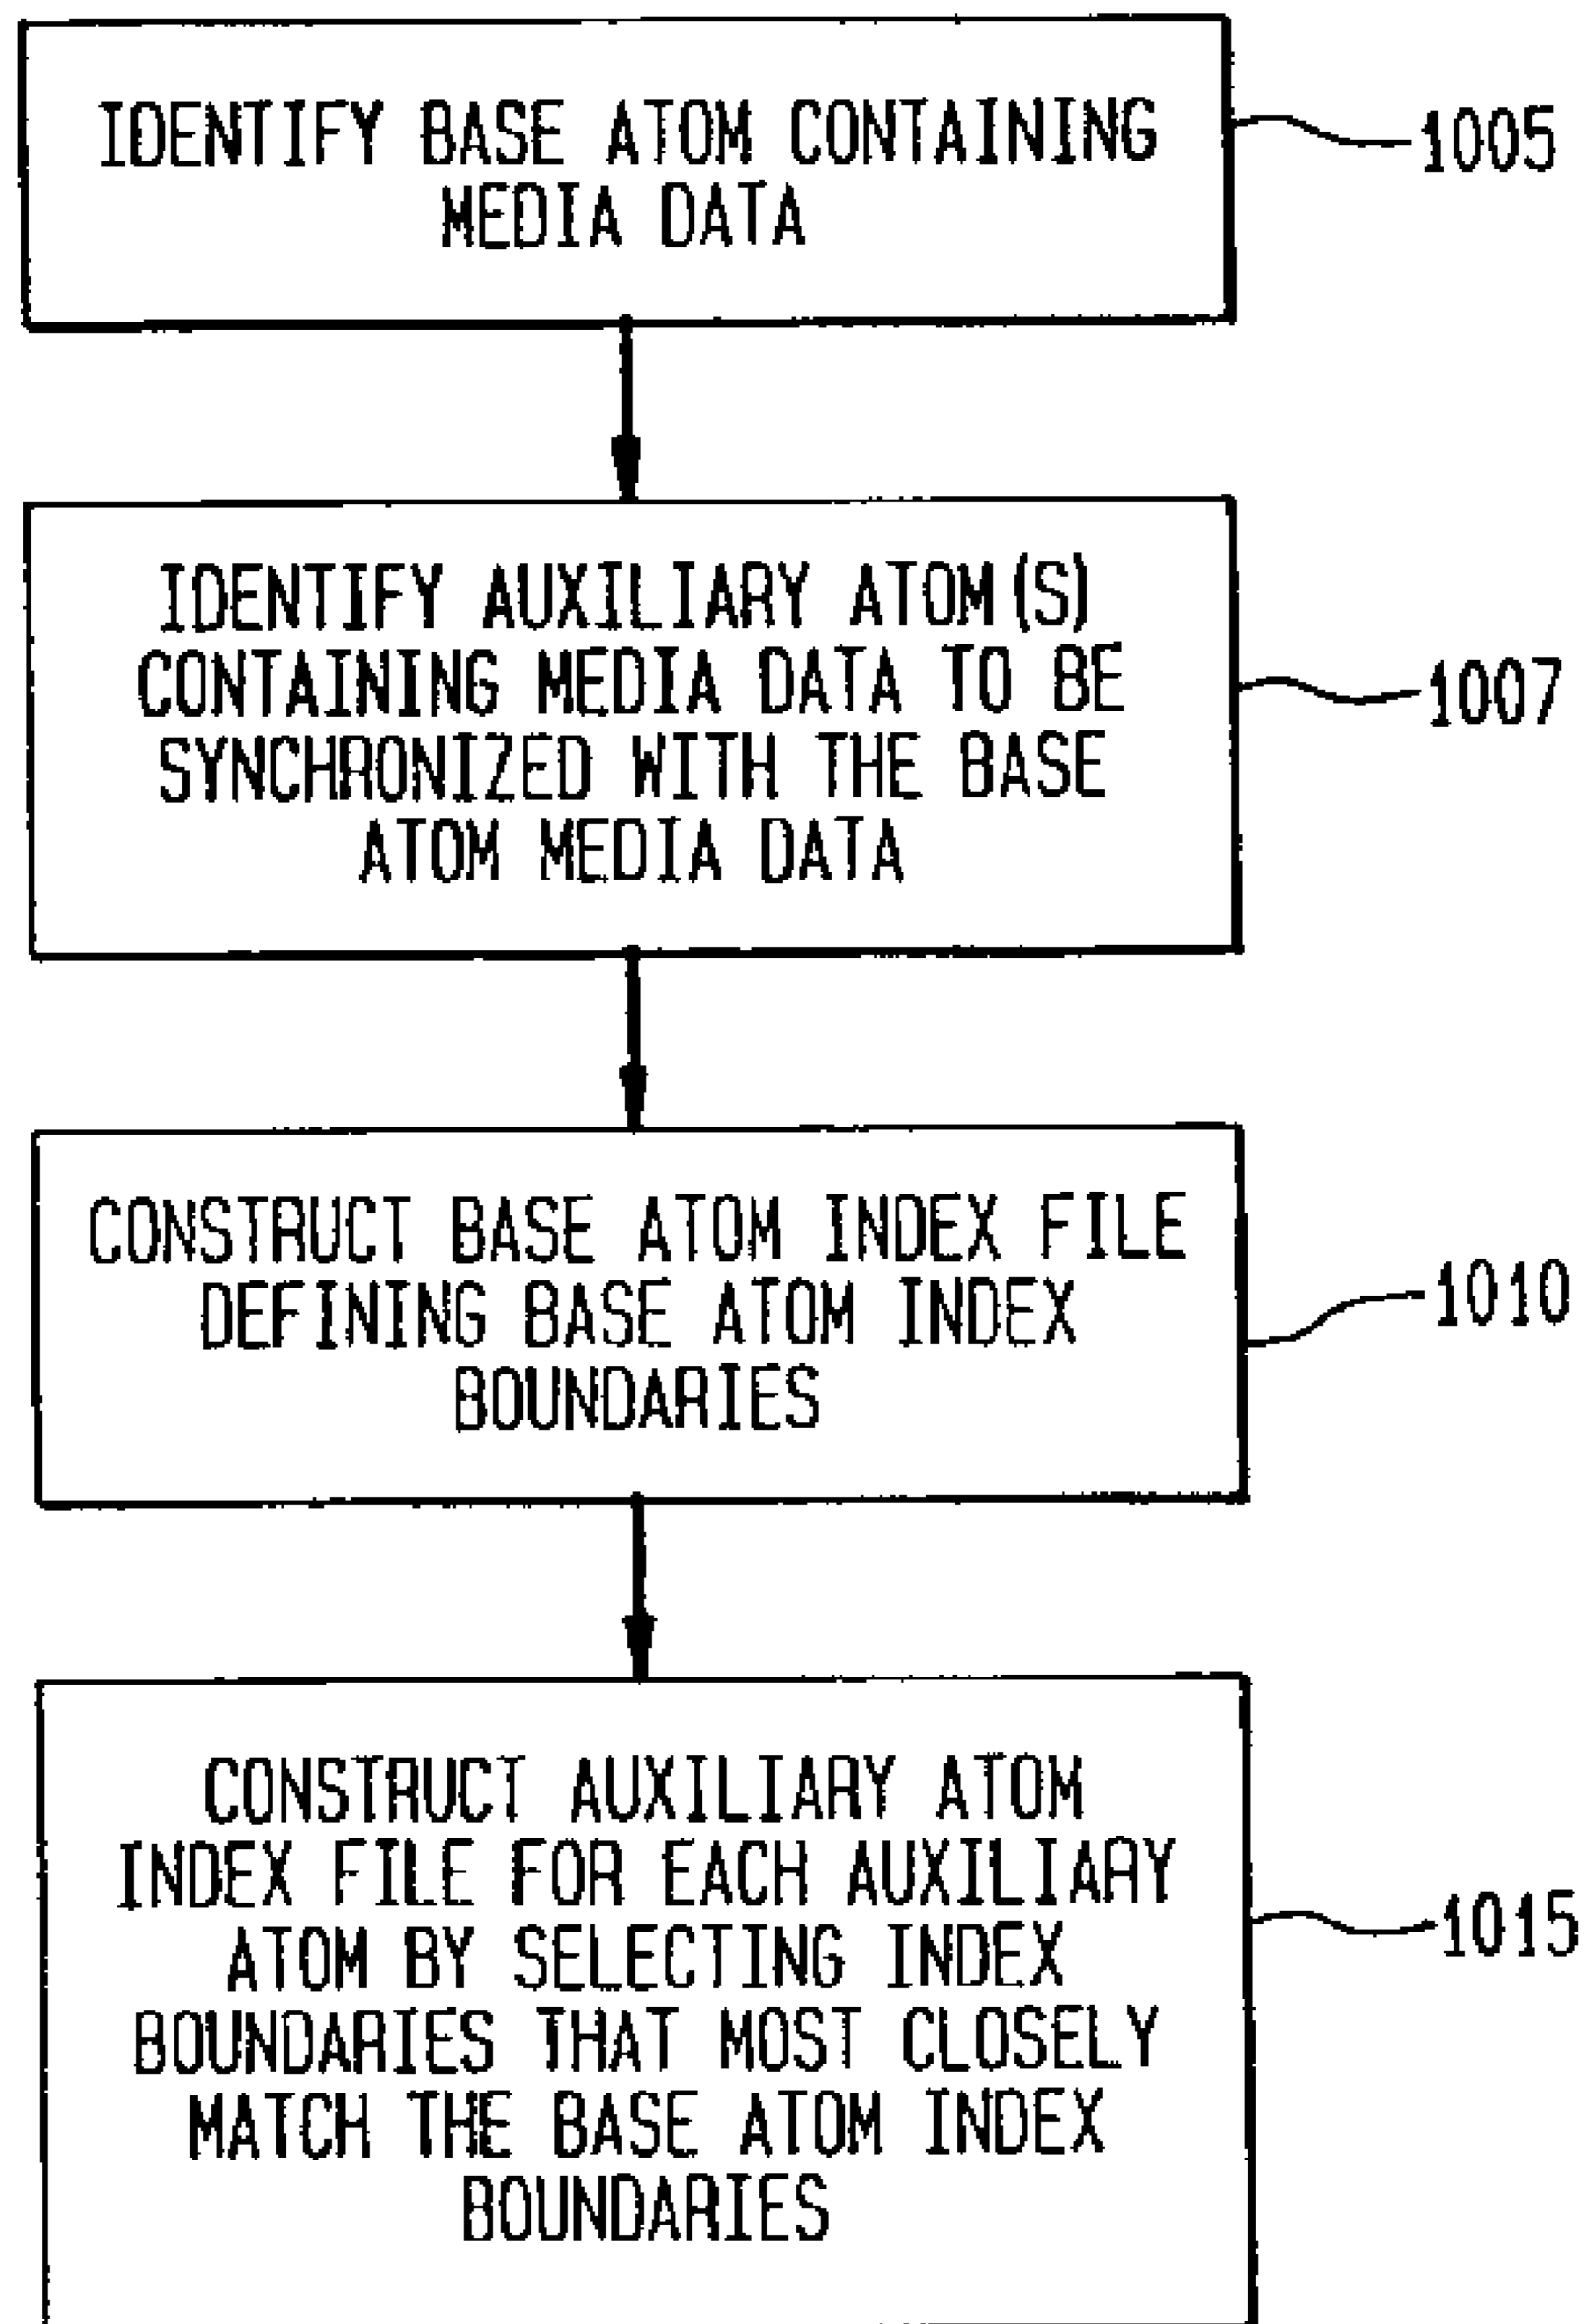 IDENTIFY BASE ATOM CONTAINING
MEDIA DATA
1005
IDENTIFY AUXILIARY ATOM(S)
CONTAINING MEDIA DATA TO BE
SYNCHRONIZED WITH THE BASE
ATOM MEDIA DATA
1007
CONSTRUCT BASE ATOM INDEX FILE
DEFINING BASE ATOM INDEX
BOUNDARIES
1010
CONSTRUCT AUXILIARY ATOM
INDEX FILE FOR EACH AUXILIARY
ATOM BY SELECTING INDEX
BOUNDARIES THAT MOST CLOSELY
MATCH THE BASE ATOM INDEX
BOUNDARIES
1015